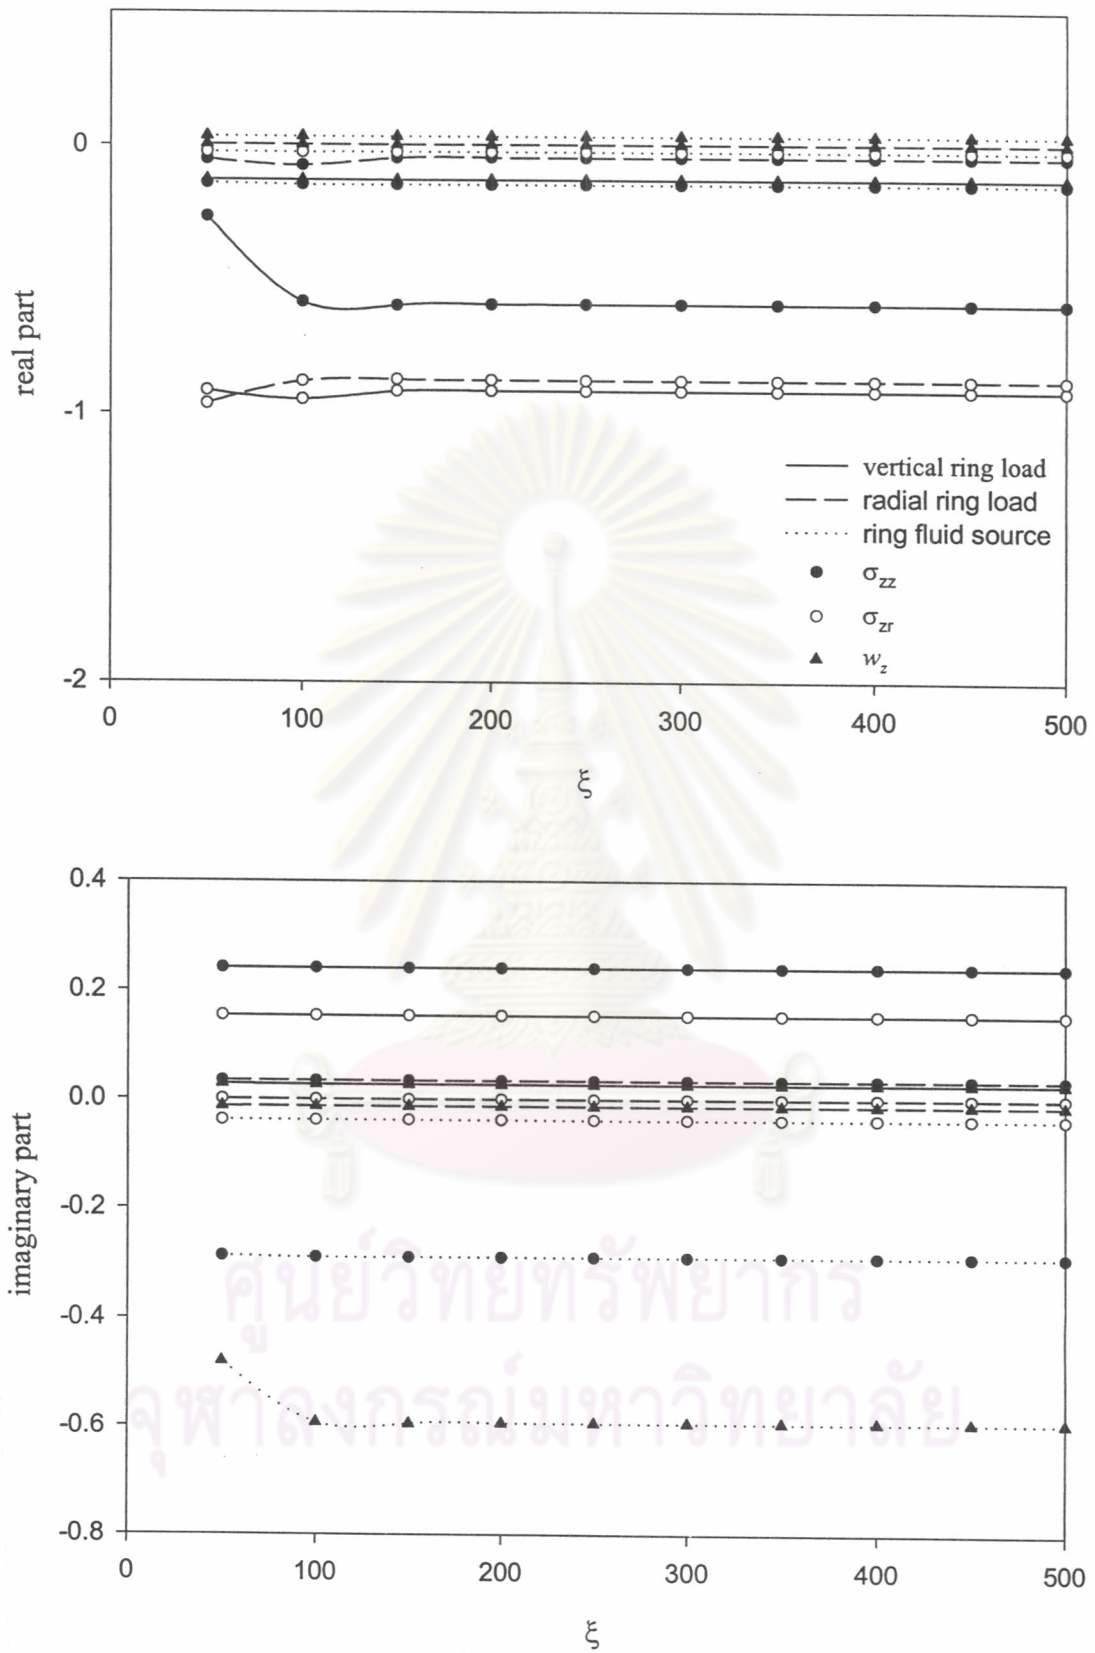 0
-1
-2
real part
0
100
200
300
400
500
ξ
vertical ring load
radial ring load
ring fluid source
σzz
σzr
wz
0.4
0.2
0.0
-0.2
-0.4
-0.6
-0.8
imaginary part
0
100
200
300
400
500
ξ
ศูนย์วิทยทรัพยากร
จุฬาลงกรณ์มหาวิทยาลัย